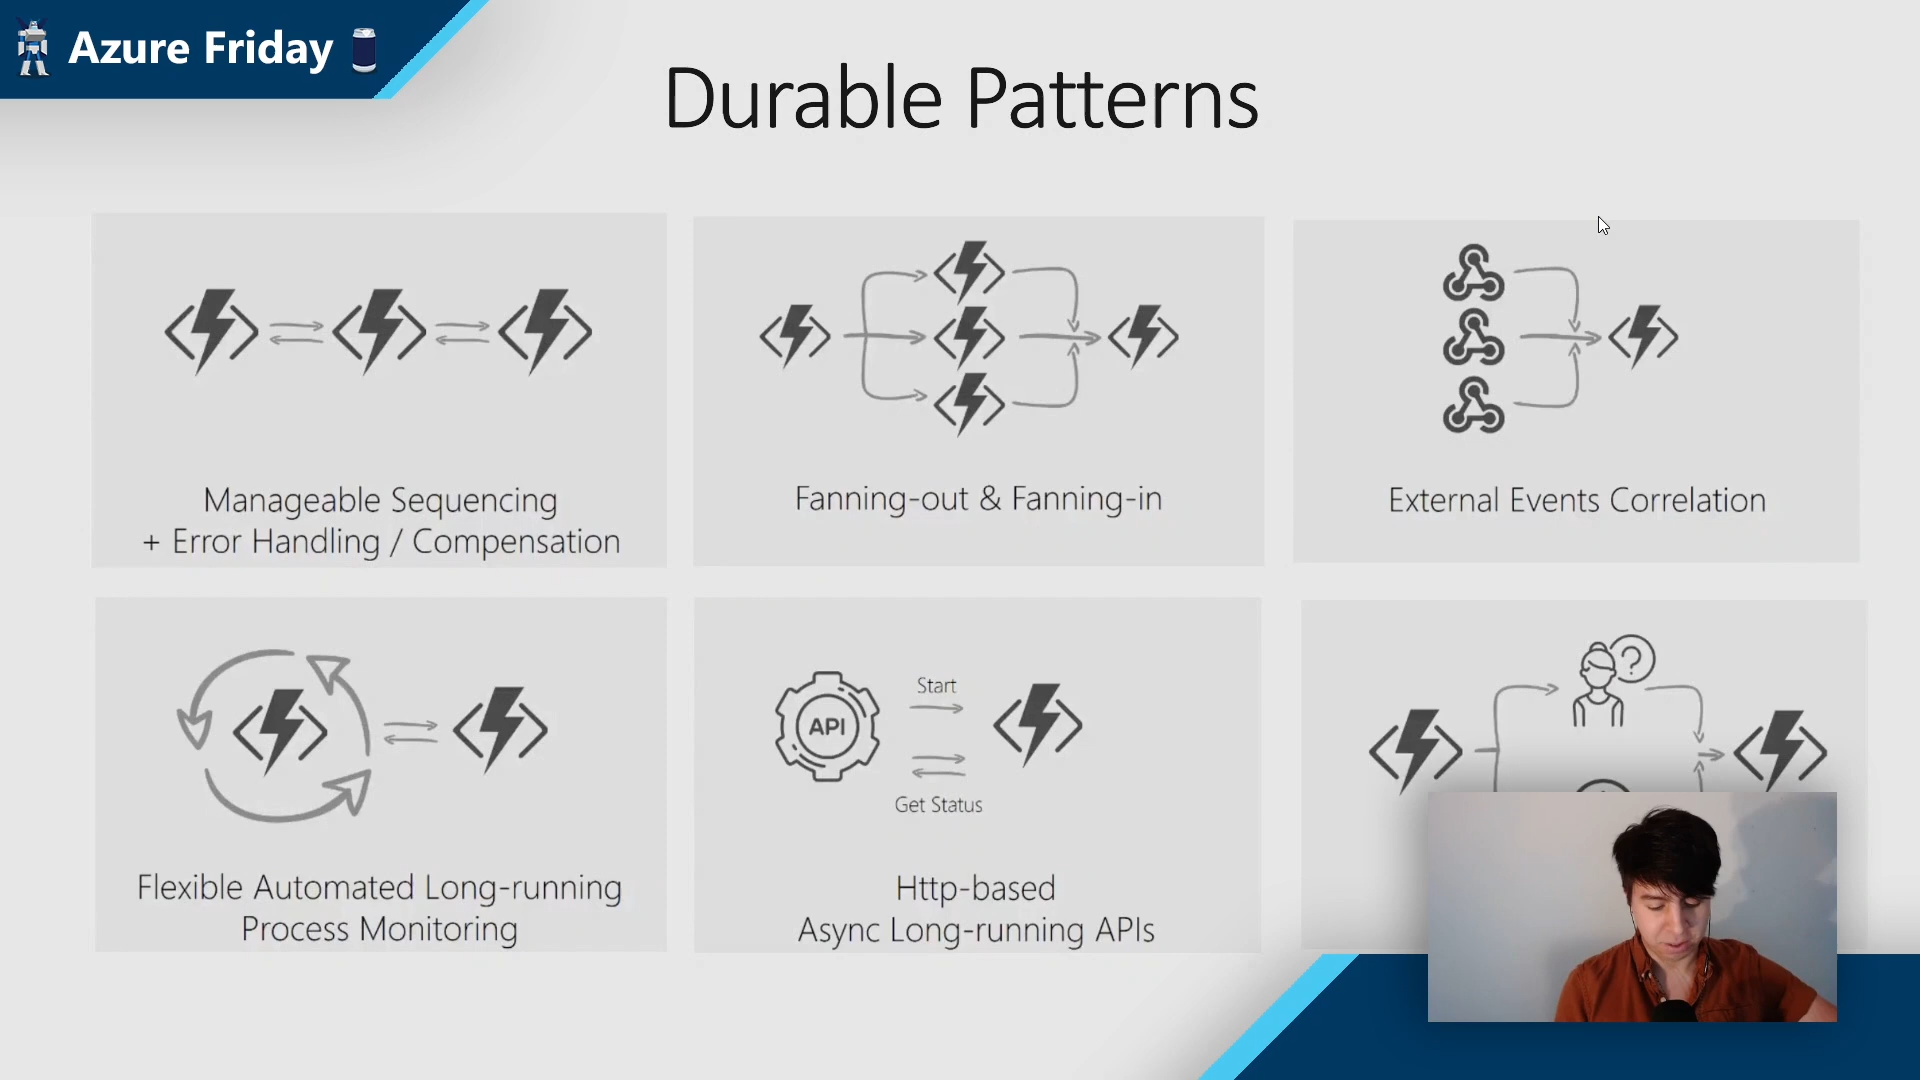 Azure Friday
Durable Patterns
Manageable Sequencing
+ Error Handling / Compensation
Fanning-out & Fanning-in
External Events Correlation
Flexible Automated Long-running
Process Monitoring
API
Start
Get Status
Http-based
Async Long-running APIs
?